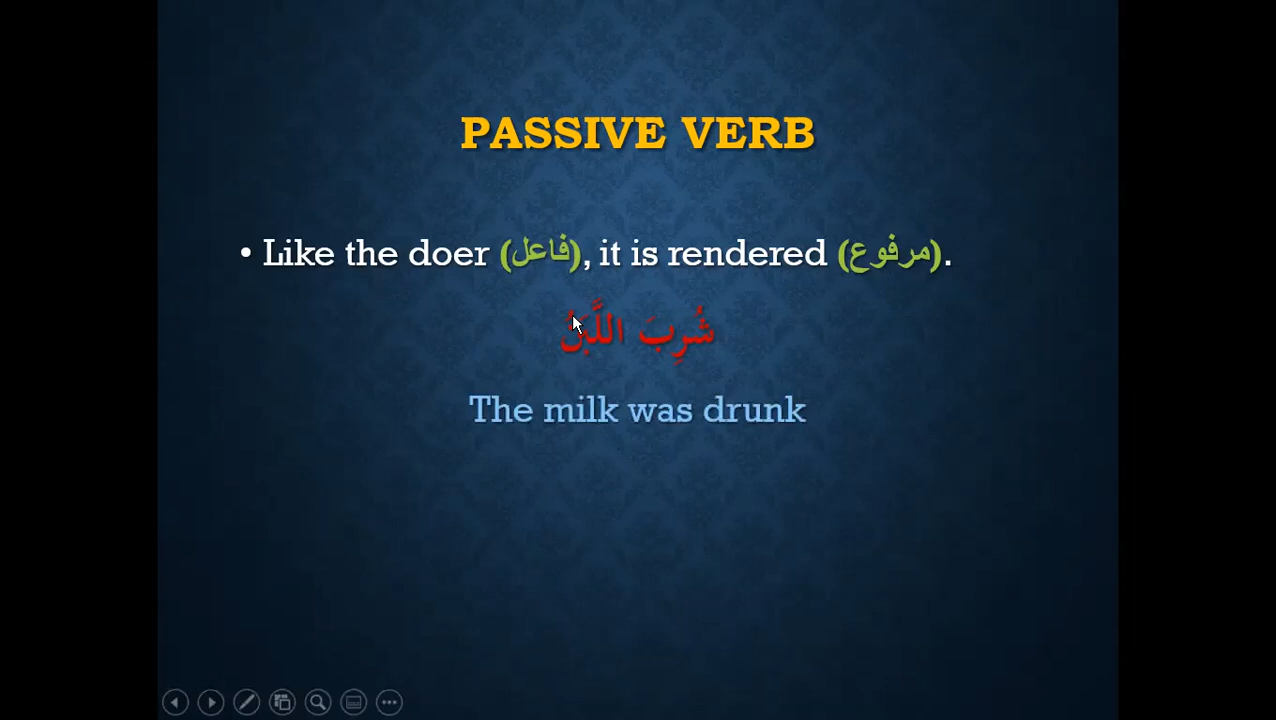 PASSIVE VERB
• Like the doer (فاعل), it is rendered (مرفوع).
شُرِبَ اللَّبَنُ
The milk was drunk